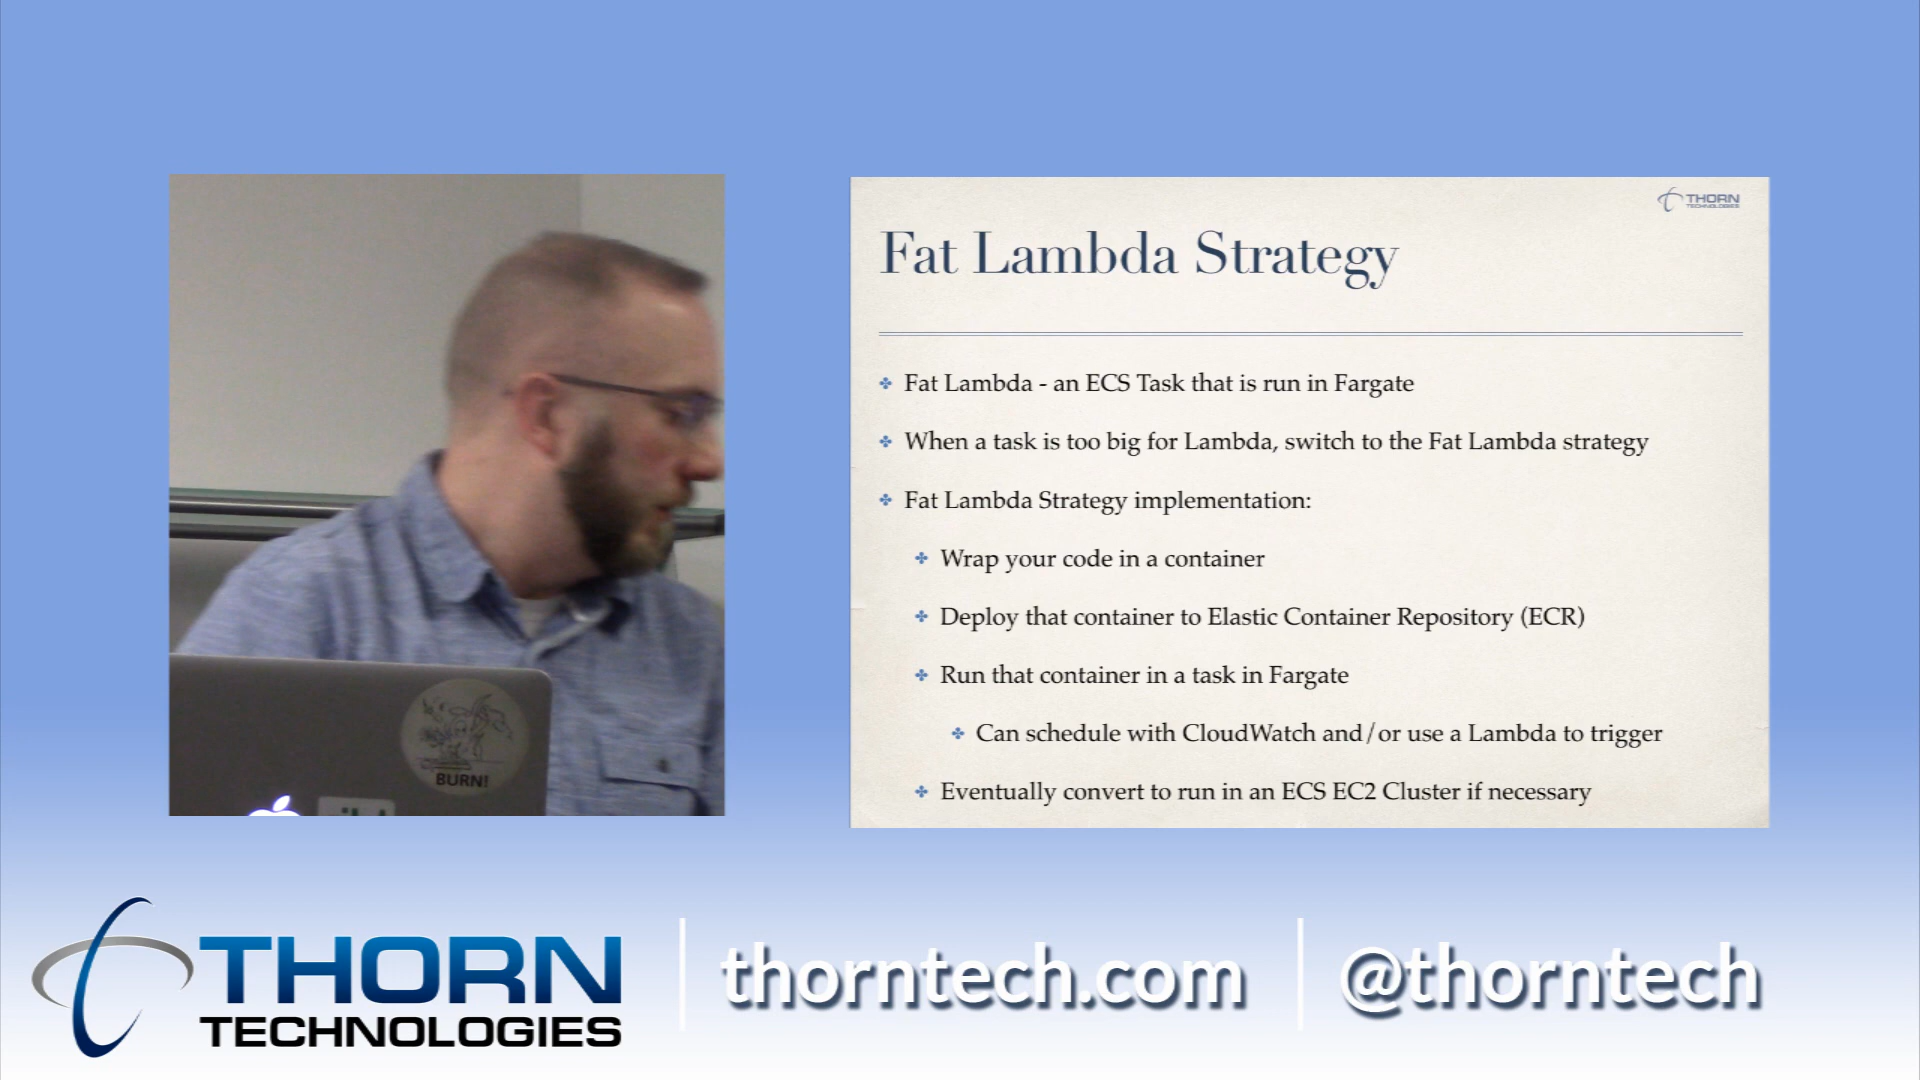 THORN
TECHNOLOGIES
Fat Lambda Strategy
Fat Lambda - an ECS Task that is run in Fargate
When a task is too big for Lambda, switch to the Fat Lambda strategy
Fat Lambda Strategy implementation:
Wrap your code in a container
Deploy that container to Elastic Container Repository (ECR)
Run that container in a task in Fargate
Can schedule with CloudWatch and/or use a Lambda to trigger
Eventually convert to run in an ECS EC2 Cluster if necessary
BURN!
THORN
TECHNOLOGIES
thorntech.com
@thorntech